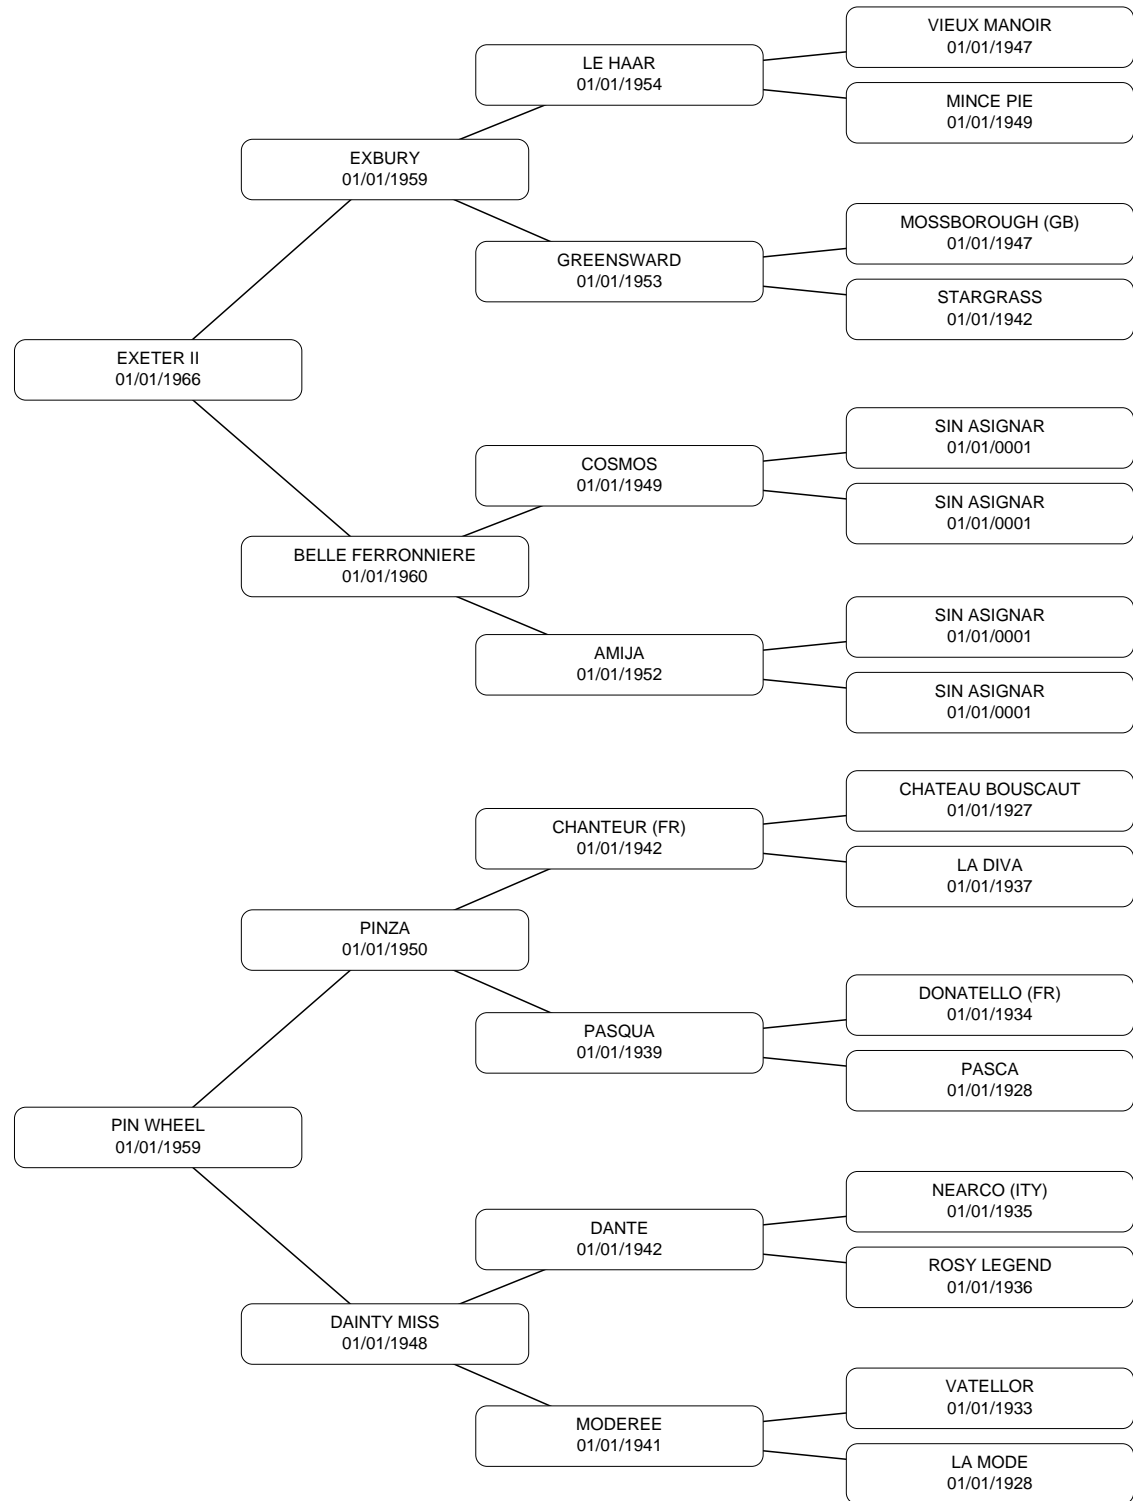 VIEUX MANOIR
01/01/1947
LE HAAR
01/01/1954
MINCE PIE
01/01/1949
EXBURY
01/01/1959
MOSSBOROUGH (GB)
01/01/1947
GREENSWARD
01/01/1953
STARGRASS
01/01/1942
EXETER II
01/01/1966
SIN ASIGNAR
01/01/0001
COSMOS
01/01/1949
SIN ASIGNAR
01/01/0001
BELLE FERRONNIERE
01/01/1960
SIN ASIGNAR
01/01/0001
AMIJA
01/01/1952
SIN ASIGNAR
01/01/0001
CHATEAU BOUSCAUT
01/01/1927
CHANTEUR (FR)
01/01/1942
LA DIVA
01/01/1937
PINZA
01/01/1950
DONATELLO (FR)
01/01/1934
PASQUA
01/01/1939
PASCA
01/01/1928
PIN WHEEL
01/01/1959
NEARCO (ITY)
01/01/1935
DANTE
01/01/1942
ROSY LEGEND
01/01/1936
DAINTY MISS
01/01/1948
VATELLOR
01/01/1933
MODEREE
01/01/1941
LA MODE
01/01/1928